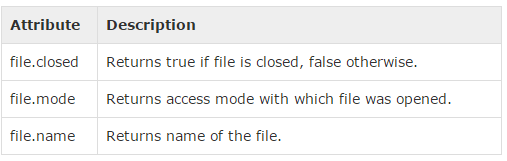 Attribute Description
file.closed Returns true if file is closed, false otherwise.
file.mode Returns access mode with which file was opened.
file.name Returns name of the file.